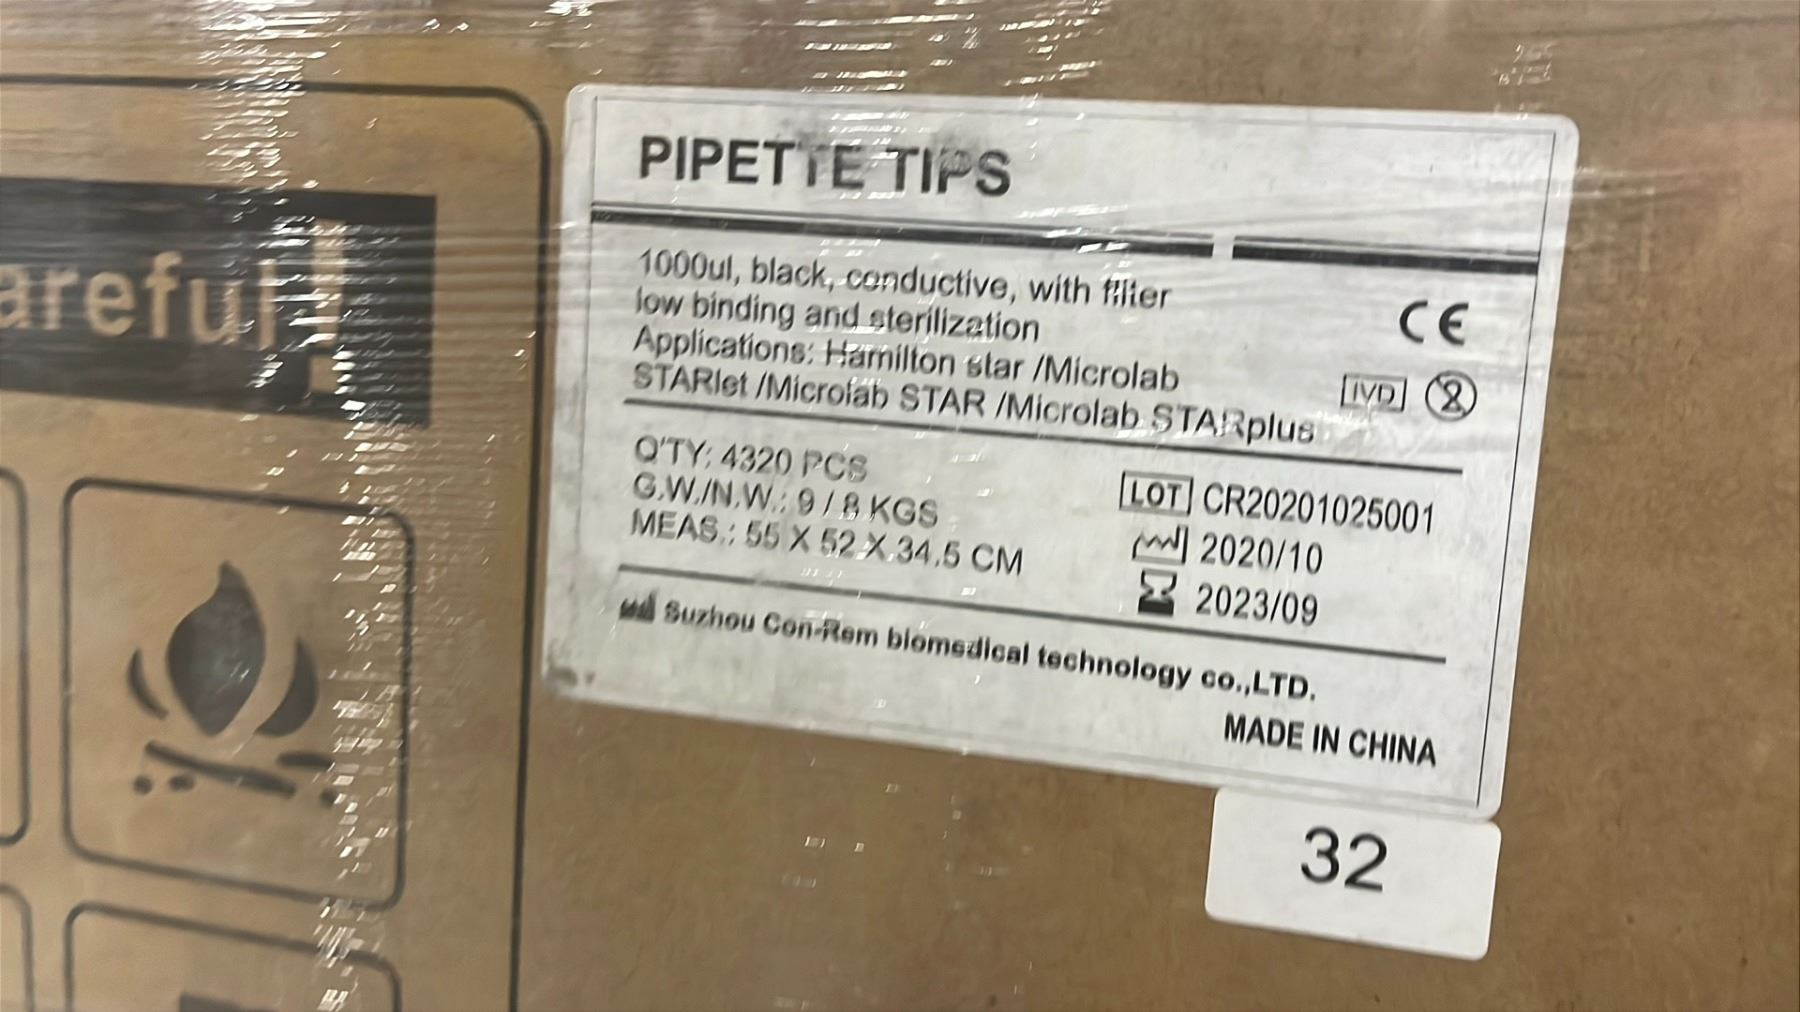 areful!
PIPETTE TIPS
1000ul, black, conductive, with filter
low binding and sterilization
Applications: Hamilton star /Microlab
STARlet /Microlab STAR /Microlab STARplus
CE
IVD
2
Q'TY: 4320 PCS
G.W./N.W.: 9 / 8 KGS
MEAS.: 55 X 52 X 34.5 CM
LOT CR20201025001
2020/10
2023/09
Suzhou Con-Rem biomedical technology co.,LTD.
MADE IN CHINA
32